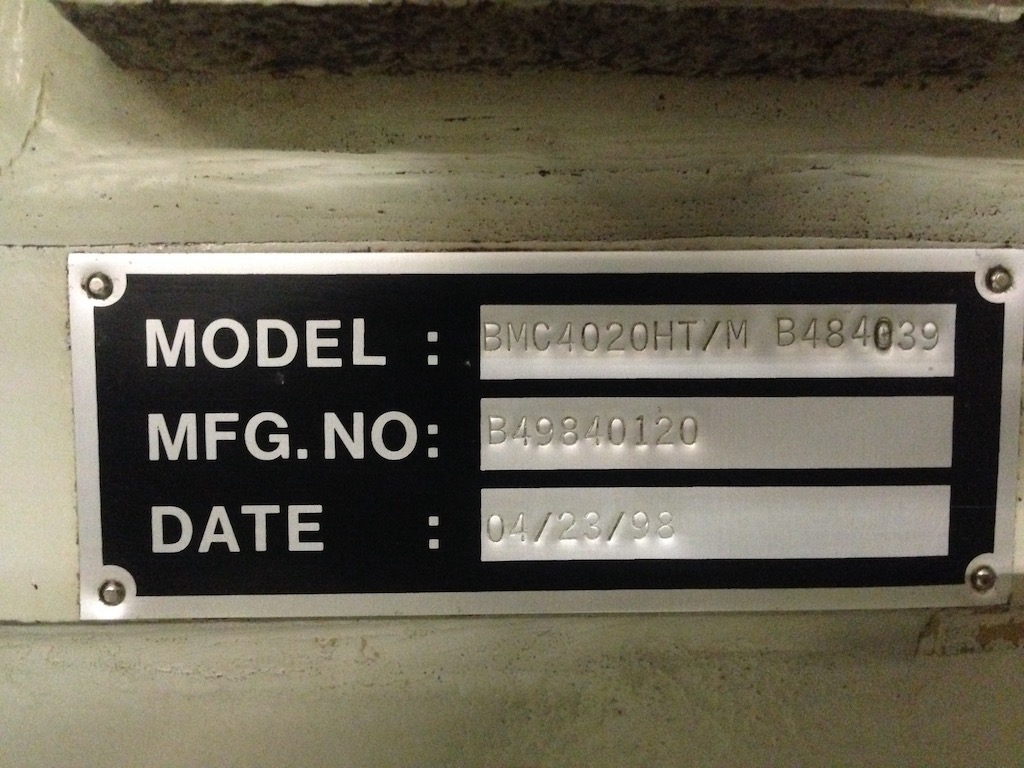 MODEL : BMC4020HT/M B484039
MFG. NO: B49840120
DATE : 04/23/98